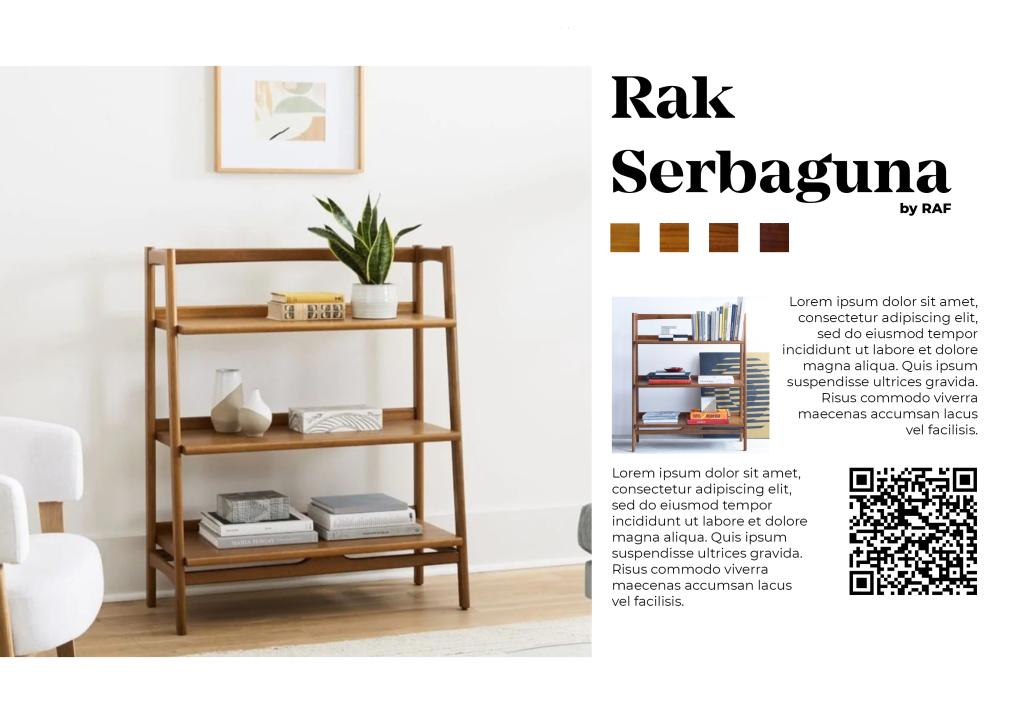 Rak
Serbaguna
by RAF
Lorem ipsum dolor sit amet,
consectetur adipiscing elit,
sed do eiusmod tempor
incididunt ut labore et dolore
magna aliqua. Quis ipsum
suspendisse ultrices gravida.
Risus commodo viverra
maecenas accumsan lacus
vel facilisis.
Lorem ipsum dolor sit amet,
consectetur adipiscing elit,
sed do eiusmod tempor
incididunt ut labore et dolore
magna aliqua. Quis ipsum
suspendisse ultrices gravida.
Risus commodo viverra
maecenas accumsan lacus
vel facilisis.